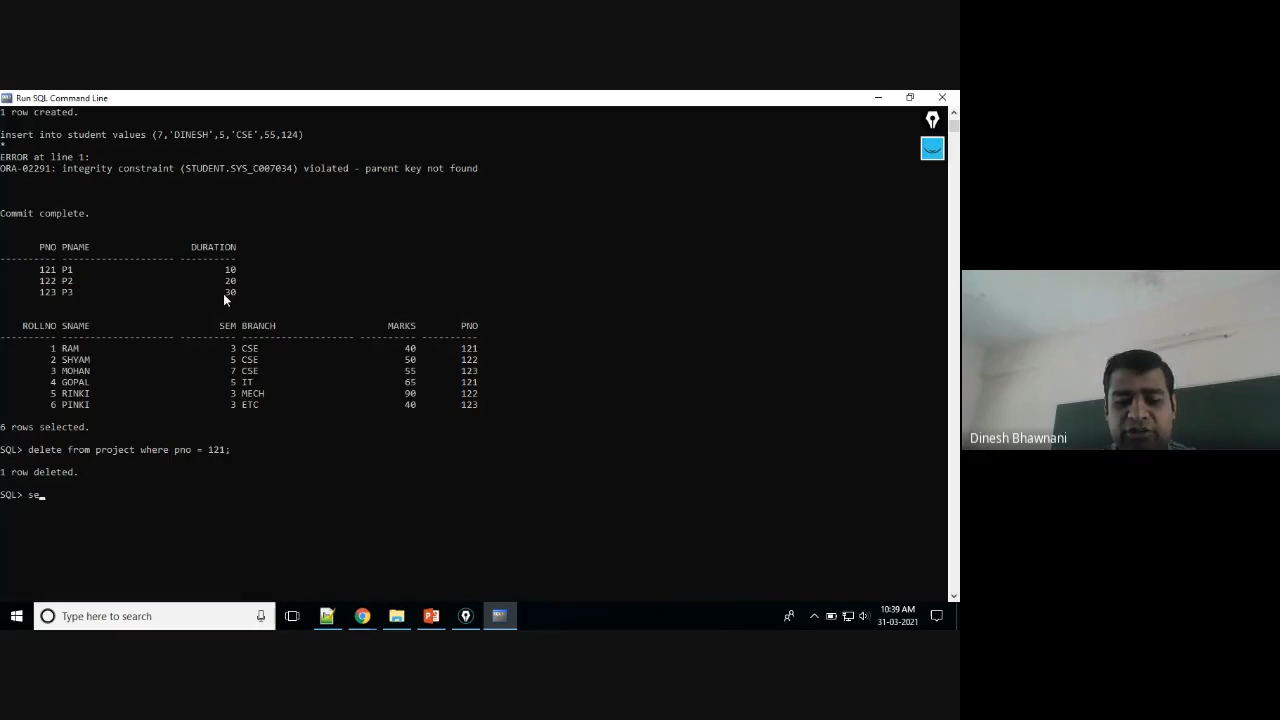 Run SQL Command Line
1 row created.
insert into student values (7,'DINESH',5,'CSE',55,124)
*
ERROR at line 1:
ORA-02291: integrity constraint (STUDENT.SYS_C007034) violated - parent key not found
Commit complete.
PNO PNAME DURATION
---------- -------------------- ----------
121 P1 10
122 P2 20
123 P3 30
ROLLNO SNAME SEM BRANCH MARKS PNO
---------- -------------------- ---------- -------------------- ---------- ----------
1 RAM 3 CSE 40 121
2 SHYAM 5 CSE 50 122
3 MOHAN 7 CSE 55 123
4 GOPAL 5 IT 65 121
5 RINKI 3 MECH 90 122
6 PINKI 3 ETC 40 123
6 rows selected.
SQL> delete from project where pno = 121;
1 row deleted.
SQL> se_
Dinesh Bhawnani
Type here to search
10:39 AM
31-03-2021